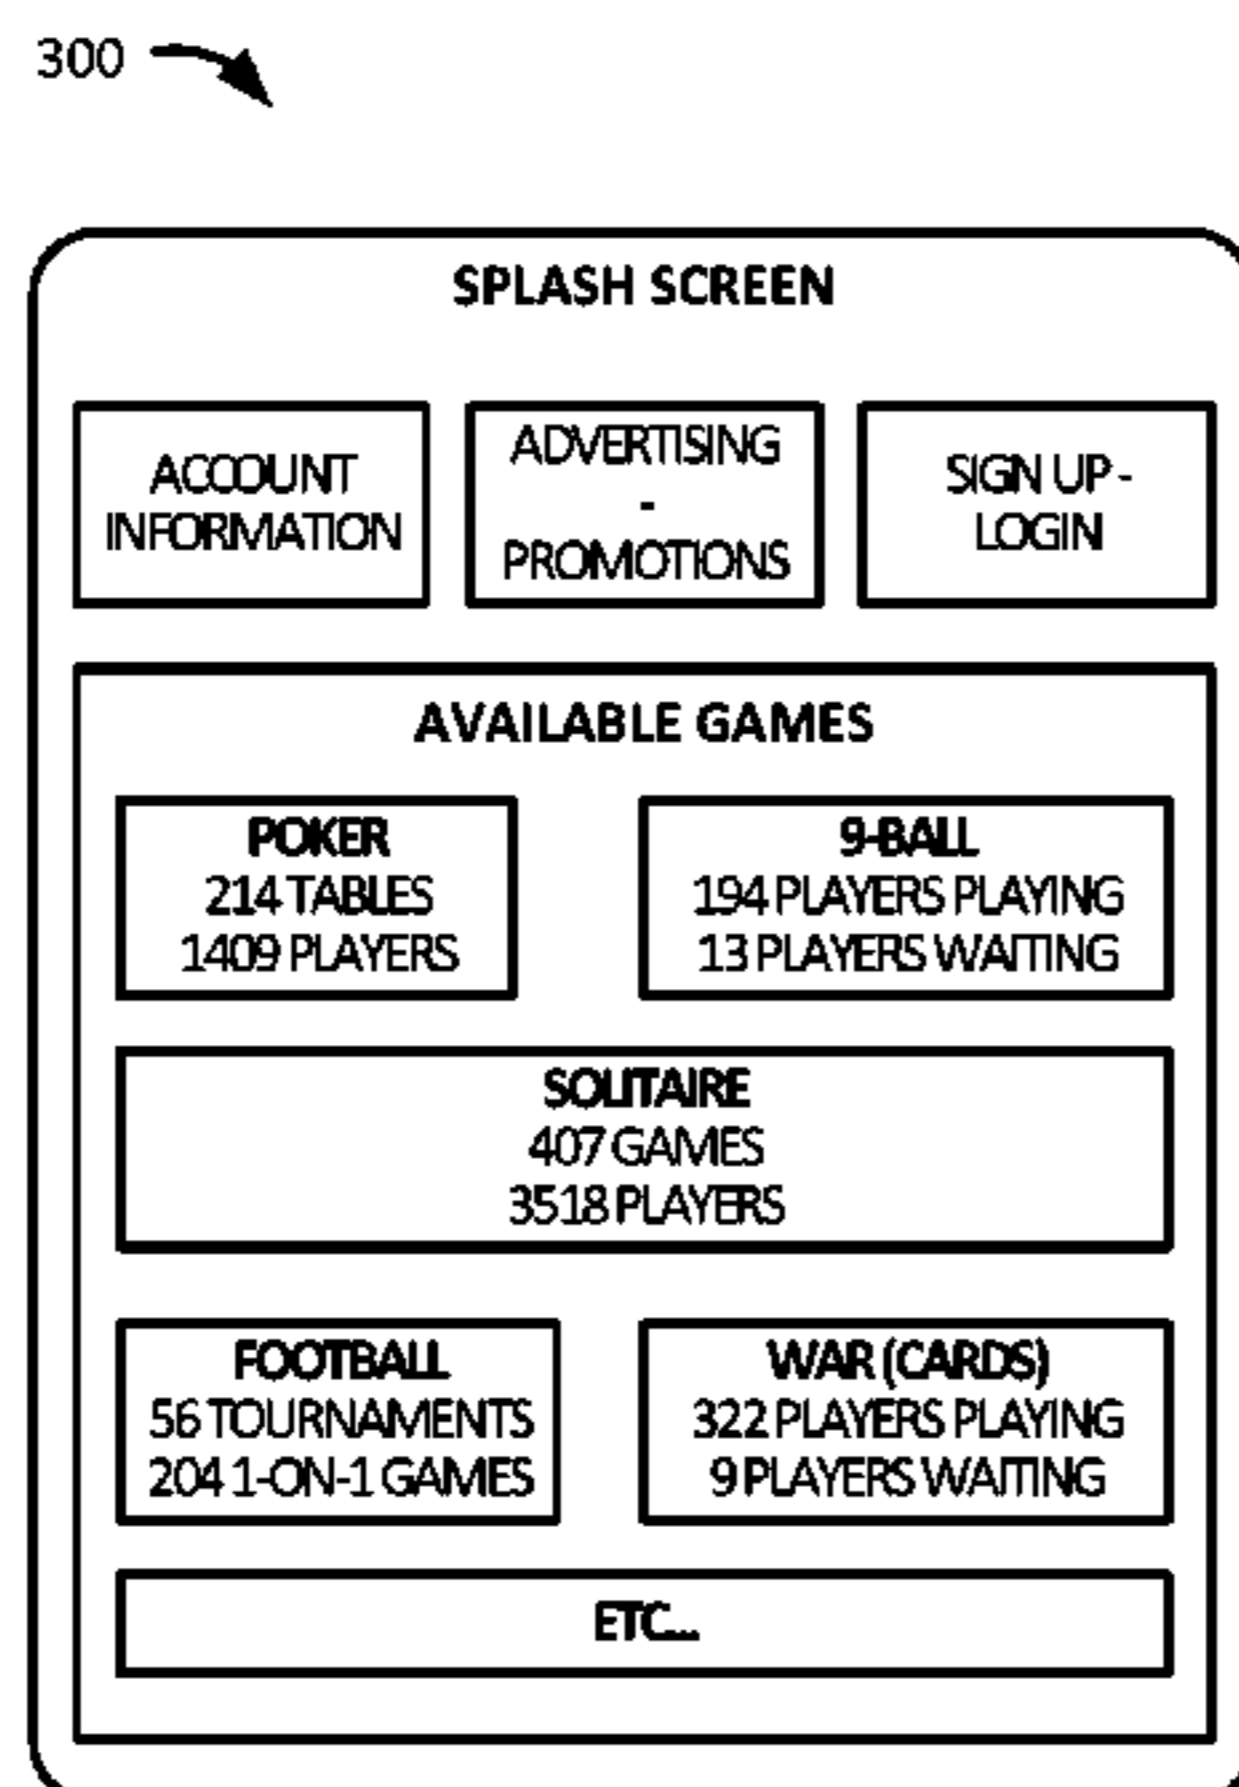 300
SPLASH SCREEN
ACCOUNT
INFORMATION
ADVERTISING
-
PROMOTIONS
SIGN UP -
LOGIN
AVAILABLE GAMES
POKER
214 TABLES
1409 PLAYERS
9-BALL
194 PLAYERS PLAYING
13 PLAYERS WAITING
SOLITAIRE
407 GAMES
3518 PLAYERS
FOOTBALL
56 TOURNAMENTS
204 1-ON-1 GAMES
WAR (CARDS)
322 PLAYERS PLAYING
9 PLAYERS WAITING
ETC...